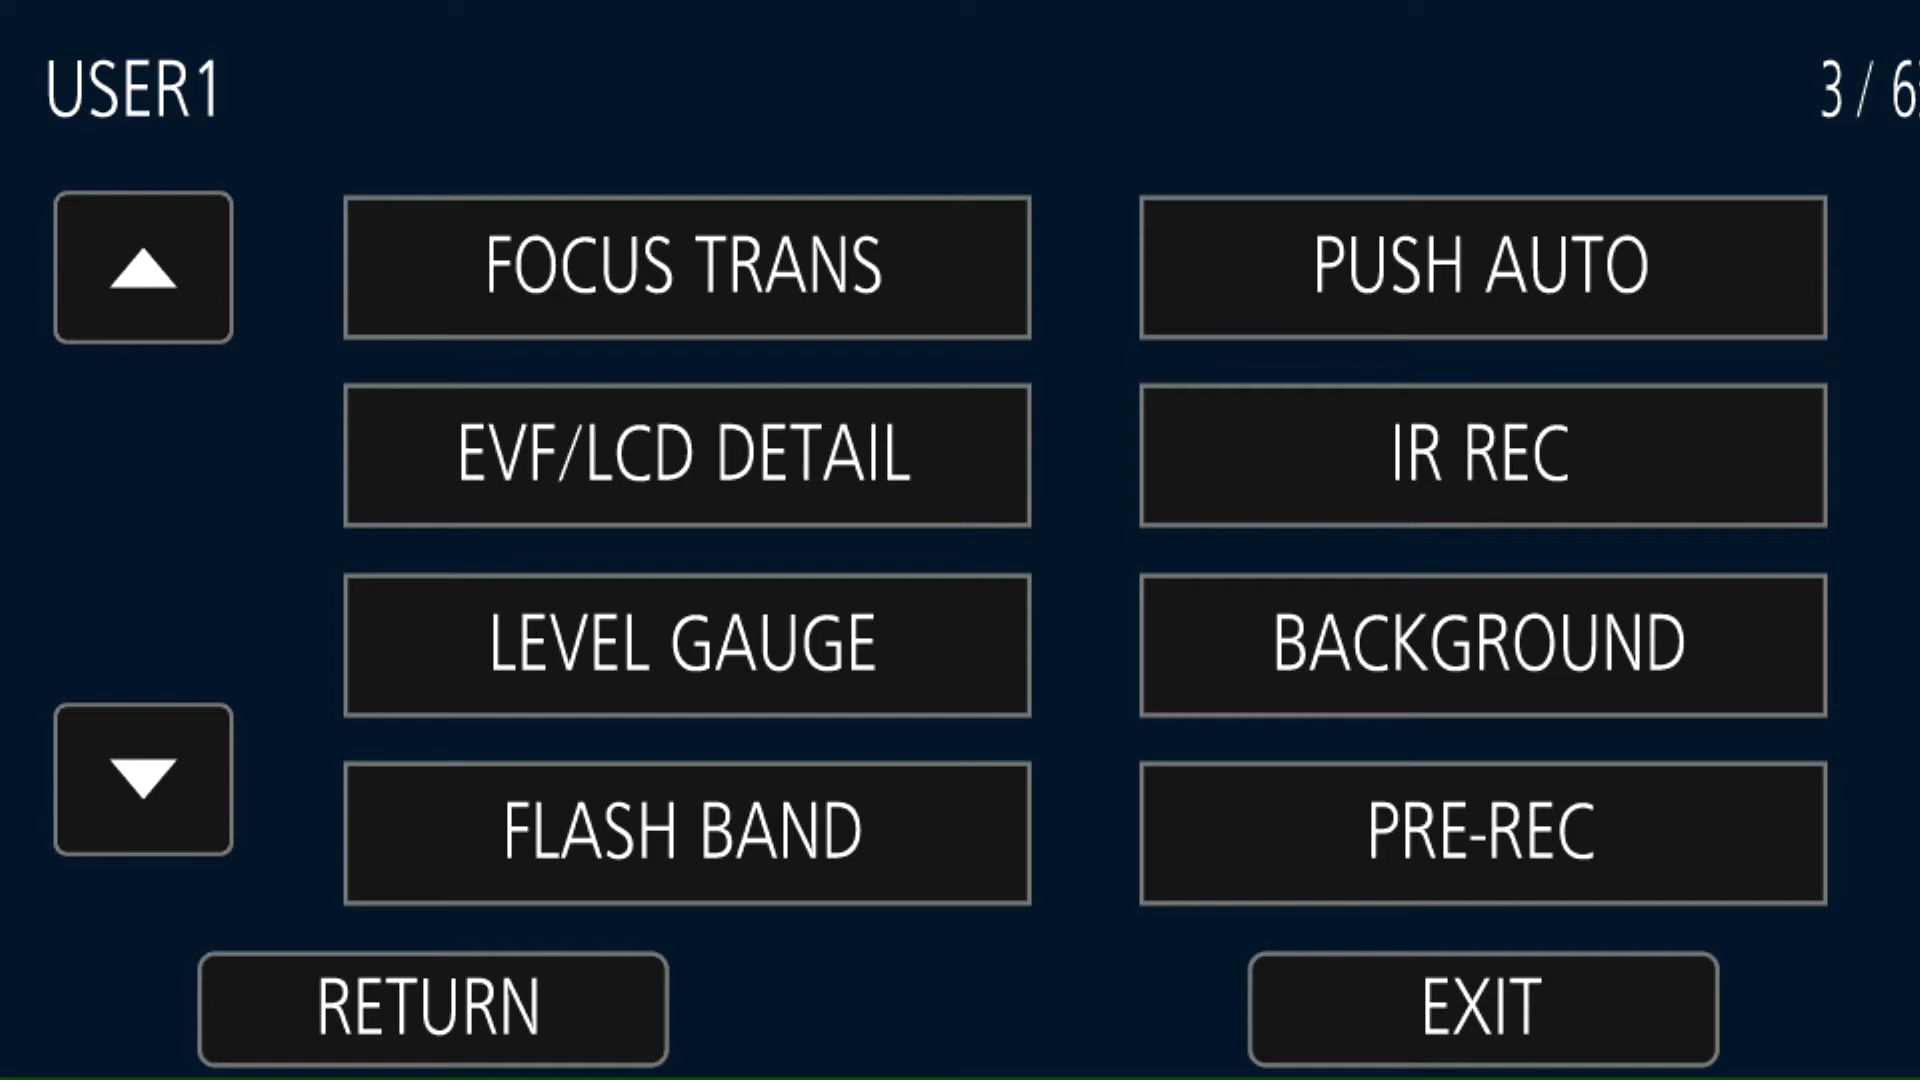 USER1 3 / 6
FOCUS TRANS PUSH AUTO
EVF/LCD DETAIL IR REC
LEVEL GAUGE BACKGROUND
FLASH BAND PRE-REC
RETURN EXIT